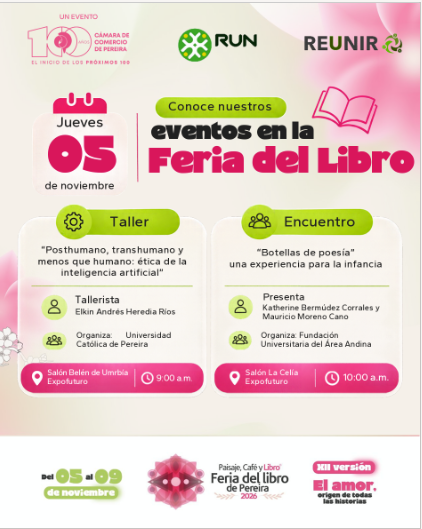 UN EVENTO
100 AÑOS
CÁMARA DE
COMERCIO
DE PEREIRA
EL INICIO DE LOS PRÓXIMOS 100
RUN
REUNIR
Jueves
05
de noviembre
Conoce nuestros
eventos en la
Feria del Libro
Taller
"Posthumano, transhumano y
menos que humano: ética de la
inteligencia artificial"
Tallerista
Elkin Andrés Heredia Ríos
Organiza: Universidad
Católica de Pereira
Salón Belén de Umrbía
Expofuturo
9:00 a.m.
Encuentro
"Botellas de poesía"
una experiencia para la infancia
Presenta
Katherine Bermúdez Corrales y
Mauricio Moreno Cano
Organiza: Fundación
Universitaria del Área Andina
Salón La Celia
Expofuturo
10:00 a.m.
Del 05 al 09
de noviembre
Paisaje, Café y Libro
Feria del libro
de Pereira
2026
XII versión
El amor,
origen de todas
las historias